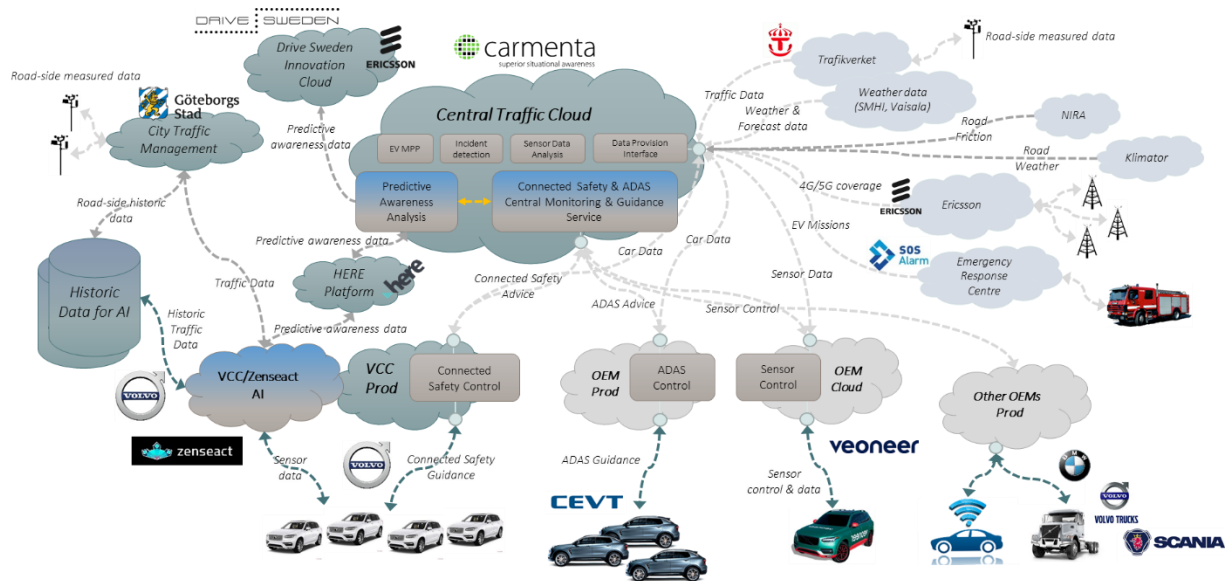 DRIVE SWEDEN
Drive Sweden
Innovation
Cloud
ERICSSON
carmenta
superior situational awareness
Trafikverket
Road-side measured data
Road-side measured data
Göteborgs
Stad
City Traffic
Management
Predictive
awareness data
Central Traffic Cloud
EV MPP
Incident
detection
Sensor Data
Analysis
Data Provision
Interface
Predictive
Awareness
Analysis
Connected Safety & ADAS
Central Monitoring & Guidance
Service
Traffic Data
Weather &
Forecast data
Weather data
(SMHI, Vaisala)
Road
Friction
NIRA
Road
Weather
Klimator
4G/5G coverage
ERICSSON
Ericsson
EV Missions
SOS
Alarm
Emergency
Response
Centre
Road-side,historic
data
Historic
Data for AI
Traffic Data
Predictive awareness data
HERE
Platform
here
Predictive awareness data
Historic
Traffic
Data
Connected Safety
Advice
Car Data
Car Data
ADAS Advice
Sensor Data
Sensor Control
VCC/Zenseact
AI
VCC
Prod
Connected
Safety Control
OEM
Prod
ADAS
Control
Sensor
Control
OEM
Cloud
Other OEMs
Prod
VOLVO
zenseact
Sensor
data
VOLVO
Connected Safety
Guidance
ADAS Guidance
CEVT
Sensor
control & data
veoneer
BMW
VOLVO
VOLVO TRUCKS
SCANIA